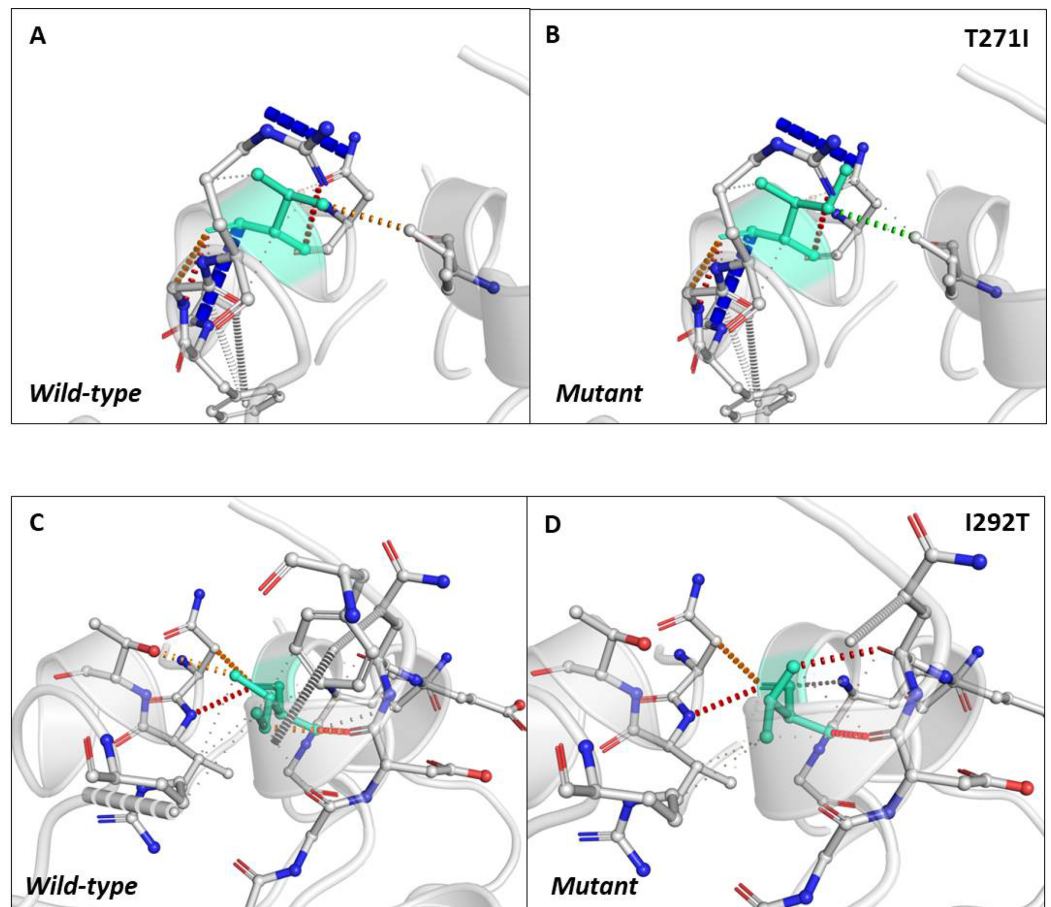 A
B
T271I
Wild-type
Mutant
C
D
I292T
Wild-type
Mutant